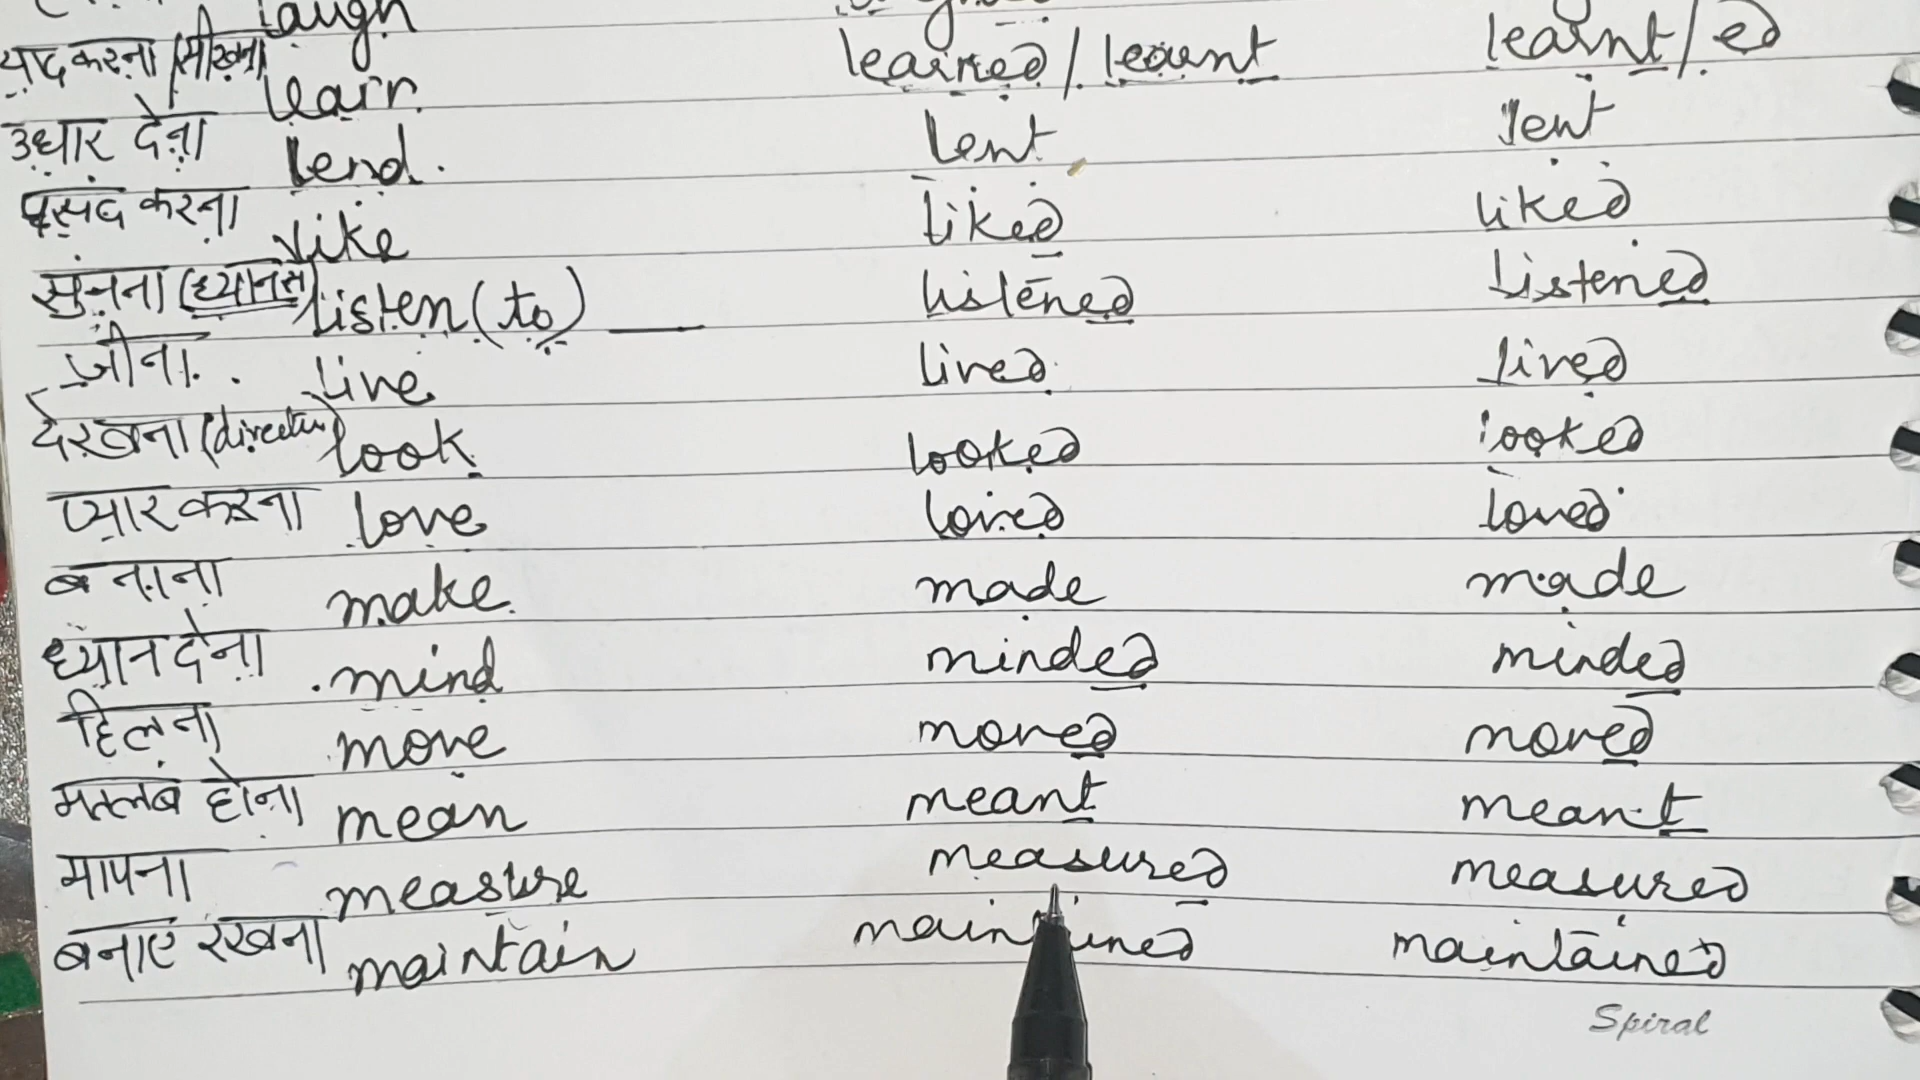 laugh
याद करना (सीखना) learn learned / learnt learnt / ed
उधार देना lend. lent lent
पसंद करना like liked liked
सुनना (ध्यान से) listen (to) listened listened
जीना live lived lived
देखना (direction) look looked looked
प्यार करना love loved loved
बनाना make made made
ध्यान देना mind minded minded
हिलना move moved moved
मतलब होना mean meant meant
मापना measure measured measured
बनाए रखना maintain maintained maintained
Spiral